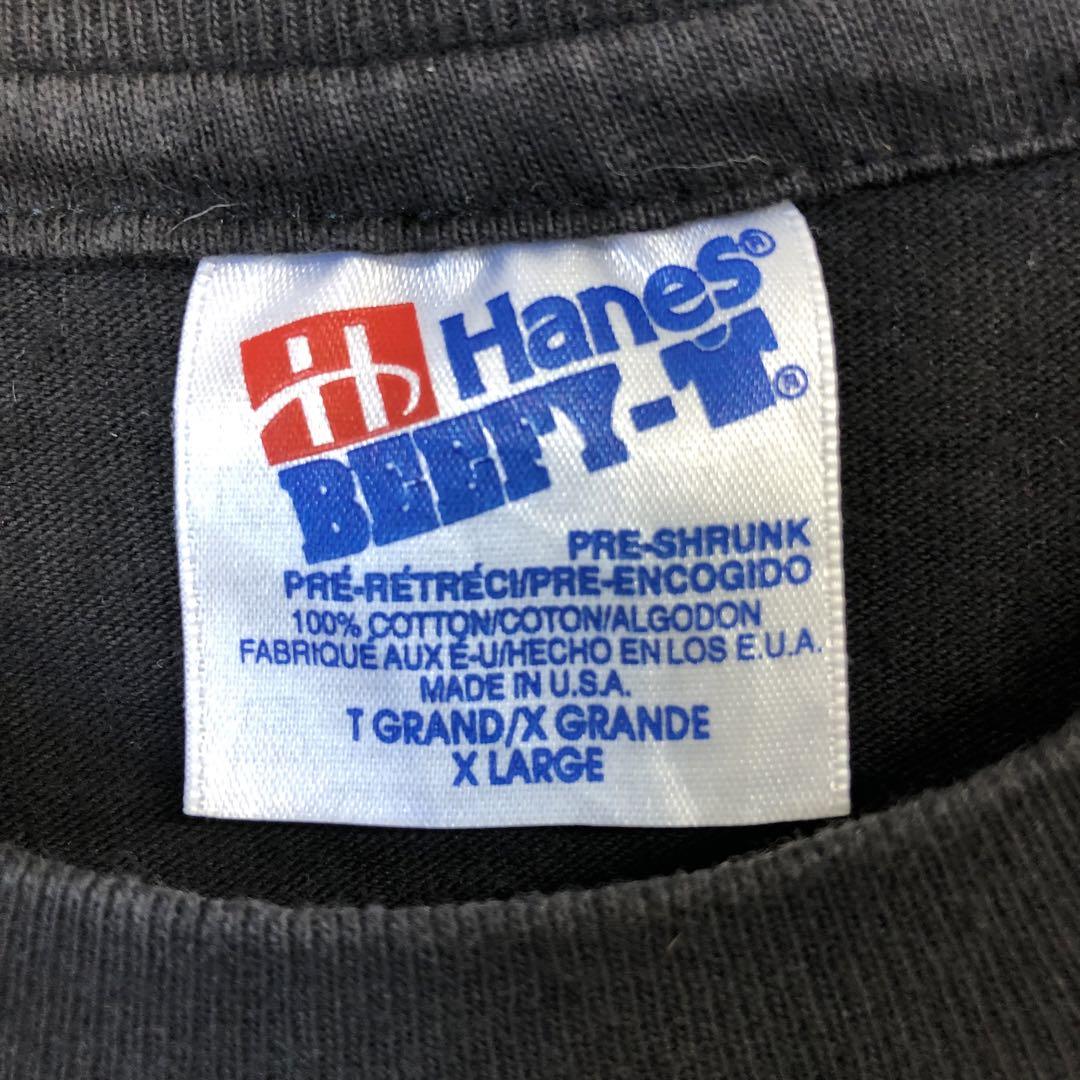 H Hanes®
BEEFY-T®
PRE-SHRUNK
PRÉ-RÉTRÉCI/PRE-ENCOGIDO
100% COTTON/COTON/ALGODON
FABRIQUE AUX É-U/HECHO EN LOS E.U.A.
MADE IN U.S.A.
T GRAND/X GRANDE
X LARGE